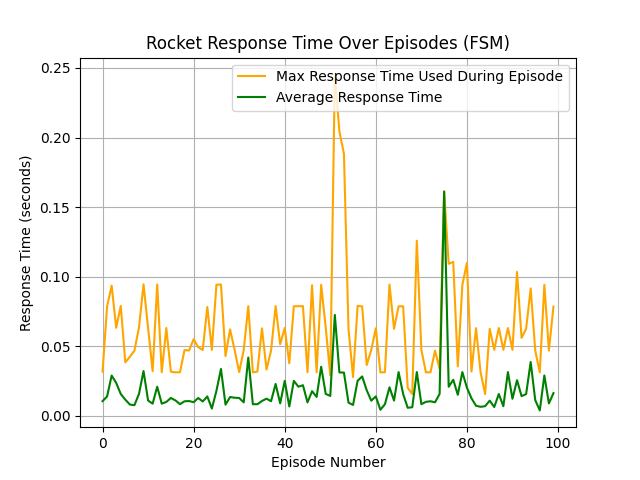 Rocket Response Time Over Episodes (FSM)
Max Response Time Used During Episode
Average Response Time
Response Time (seconds)
0.25
0.20
0.15
0.10
0.05
0.00
0 20 40 60 80 100
Episode Number